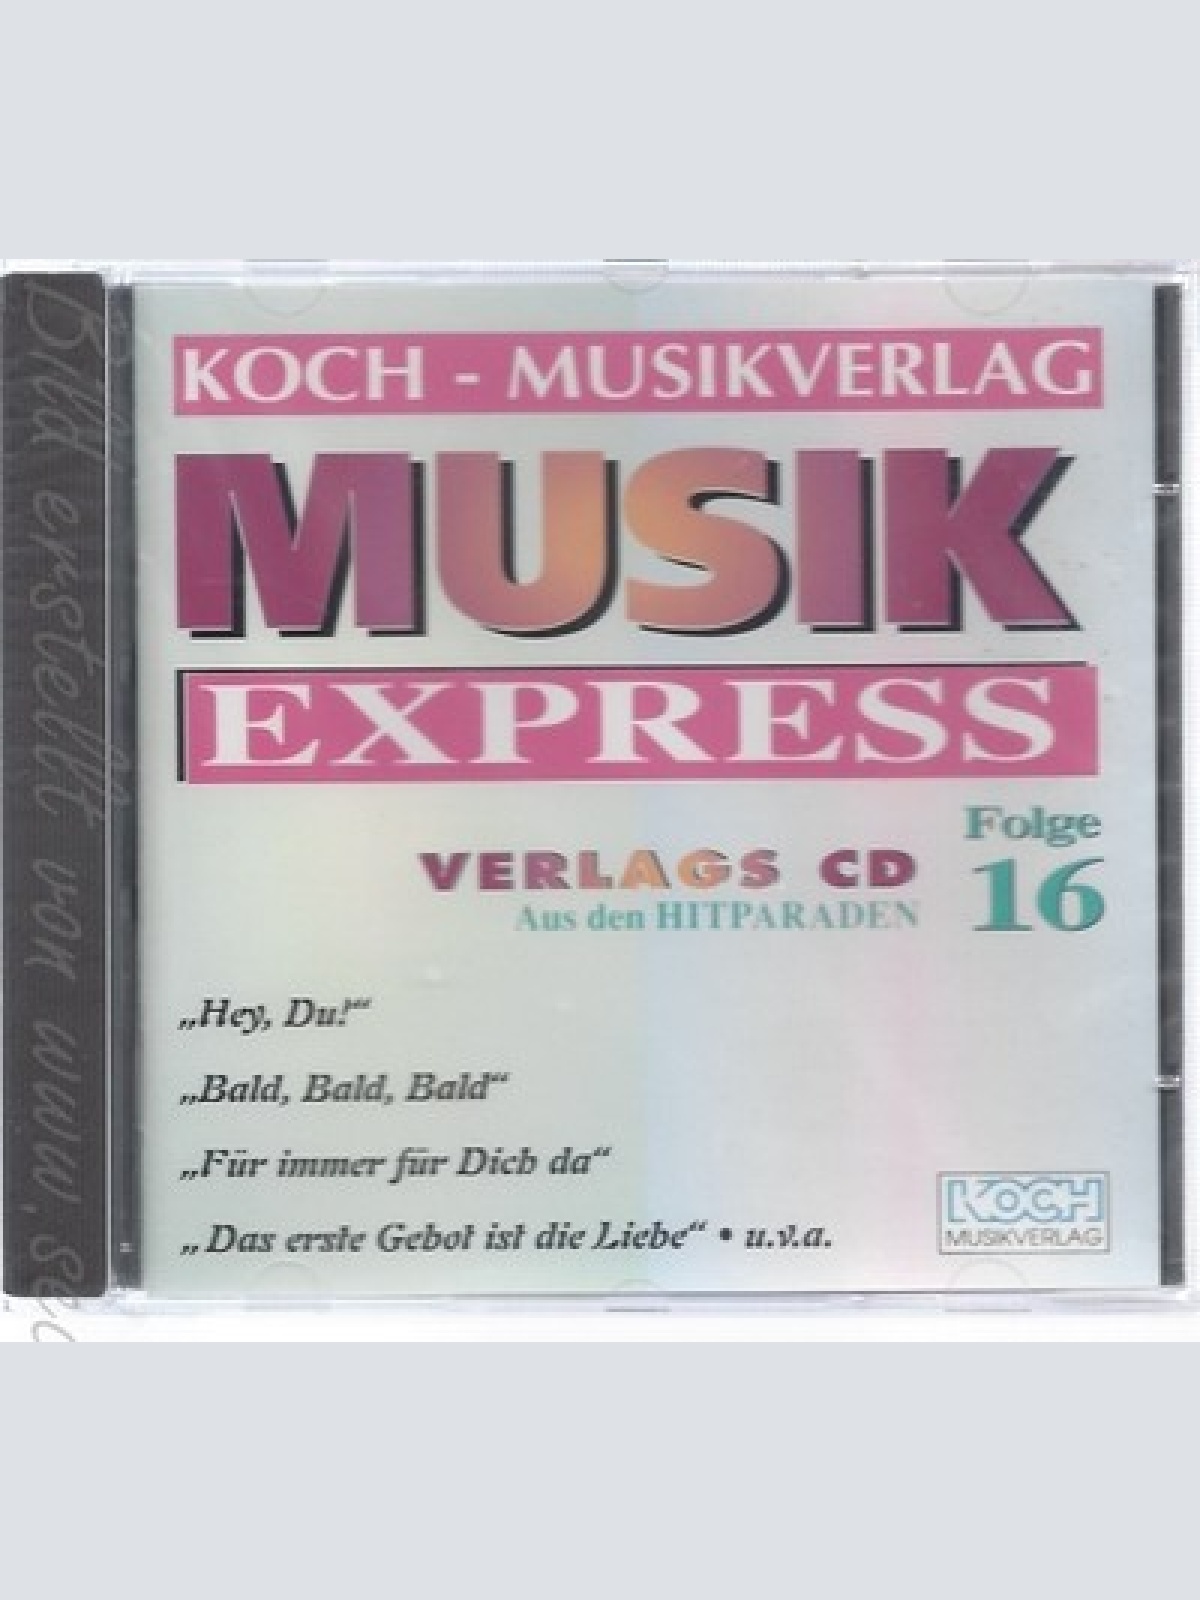 KOCH - MUSIKVERLAG
MUSIK
EXPRESS
Folge
16
VERLAGS CD
Aus den HITPARADEN
„Hey, Du!“
„Bald, Bald, Bald“
„Für immer für Dich da“
„Das erste Gebot ist die Liebe“ • u.v.a.
KOCH
MUSIKVERLAG
Bild erstellt von www.